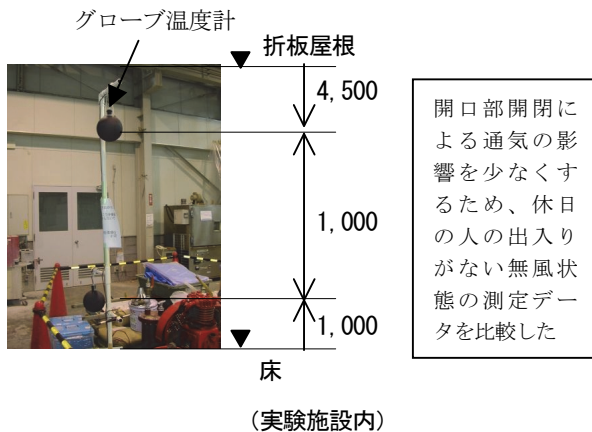 グローブ温度計
折板屋根
4,500
1,000
1,000
床
(実験施設内)
開口部開閉に
よる通気の影
響を少なくす
るため、休日
の人の出入り
がない無風状
態の測定デー
タを比較した